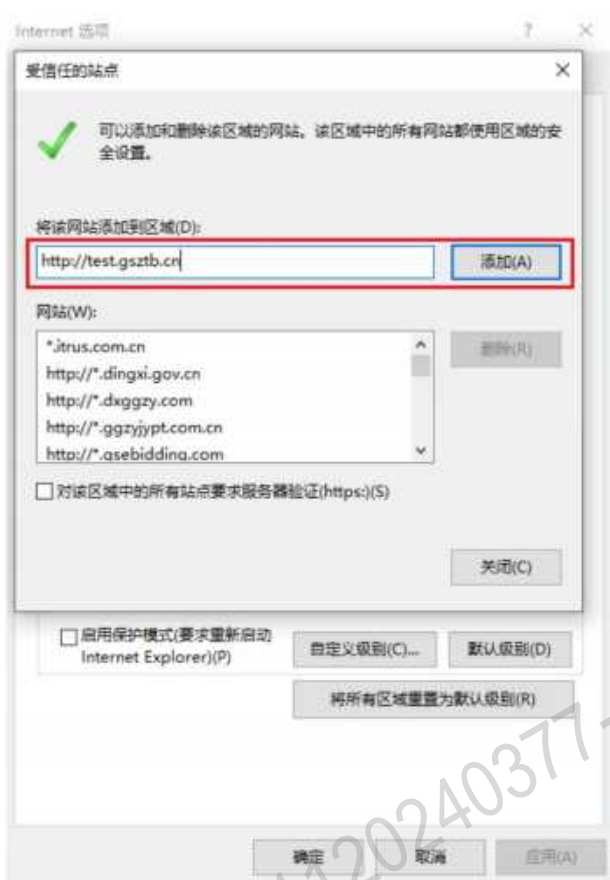 Internet 选项
? ×
受信任的站点 ×
可以添加和删除该区域的网站。该区域中的所有网站都使用区域的安
全设置。
将该网站添加到区域(D):
http://test.gsztb.cn 添加(A)
网站(W):
*.itrus.com.cn 删除(R)
http://*.dingxi.gov.cn
http://*.dxggzy.com
http://*.ggzyjypt.com.cn
http://*.gsebidding.com
对该区域中的所有站点要求服务器验证(https:)(S)
关闭(C)
启用保护模式(要求重新启动
Internet Explorer)(P)
自定义级别(C)... 默认级别(D)
将所有区域重置为默认级别(R)
确定 取消 应用(A)